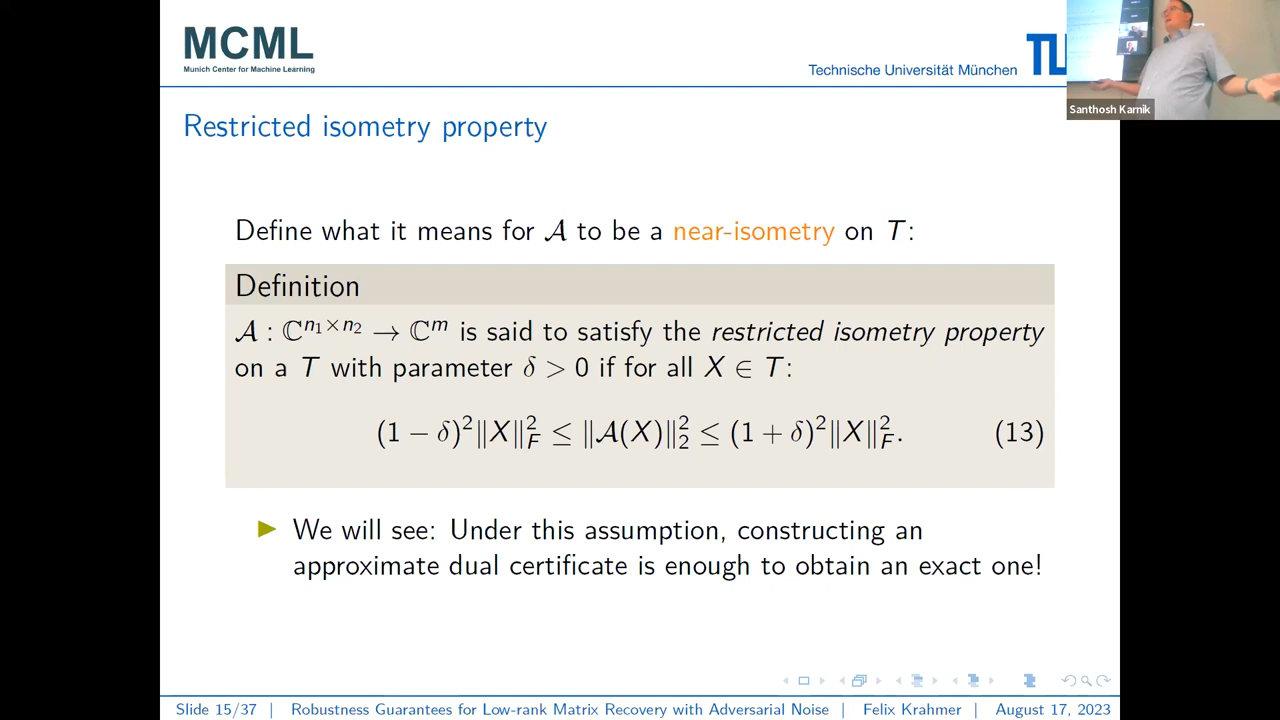 MCML
Munich Center for Machine Learning
Technische Universität München
TU
Santhosh Karnik
Restricted isometry property
Define what it means for 𝒜 to be a near-isometry on T:
Definition
𝒜 : ℂ^{n₁×n₂} → ℂ^m is said to satisfy the restricted isometry property
on a T with parameter δ > 0 if for all X ∈ T:
(1 − δ)²‖X‖²_F ≤ ‖𝒜(X)‖²₂ ≤ (1 + δ)²‖X‖²_F. (13)
We will see: Under this assumption, constructing an
approximate dual certificate is enough to obtain an exact one!
Slide 15/37 | Robustness Guarantees for Low-rank Matrix Recovery with Adversarial Noise | Felix Krahmer | August 17, 2023